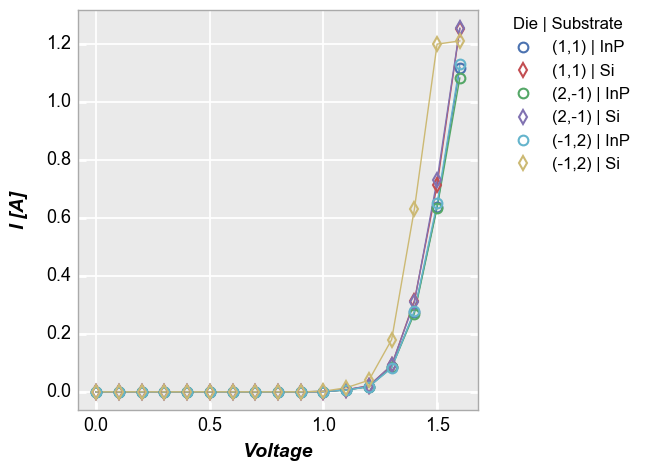 Die | Substrate
(1,1) | InP
(1,1) | Si
(2,-1) | InP
(2,-1) | Si
(-1,2) | InP
(-1,2) | Si
1.2
1.0
0.8
0.6
0.4
0.2
0.0
I [A]
0.0 0.5 1.0 1.5
Voltage